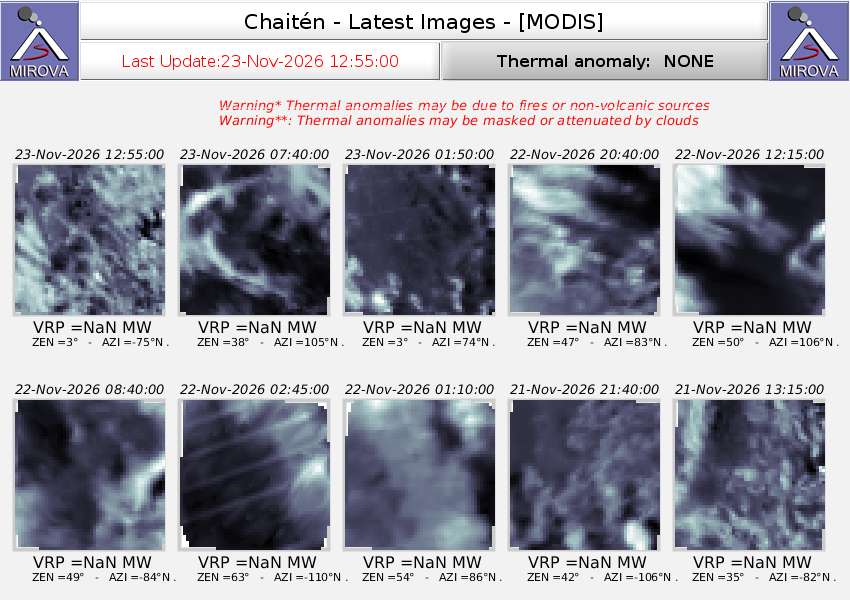 Chaitén - Latest Images - [MODIS]
MIROVA
Last Update:23-Nov-2026 12:55:00
Thermal anomaly: NONE
MIROVA
Warning* Thermal anomalies may be due to fires or non-volcanic sources
Warning**: Thermal anomalies may be masked or attenuated by clouds
23-Nov-2026 12:55:00 23-Nov-2026 07:40:00 23-Nov-2026 01:50:00 22-Nov-2026 20:40:00 22-Nov-2026 12:15:00
VRP =NaN MW VRP =NaN MW VRP =NaN MW VRP =NaN MW VRP =NaN MW
ZEN =3° - AZI =-75°N . ZEN =38° - AZI =105°N . ZEN =3° - AZI =74°N . ZEN =47° - AZI =83°N . ZEN =50° - AZI =106°N .
22-Nov-2026 08:40:00 22-Nov-2026 02:45:00 22-Nov-2026 01:10:00 21-Nov-2026 21:40:00 21-Nov-2026 13:15:00
VRP =NaN MW VRP =NaN MW VRP =NaN MW VRP =NaN MW VRP =NaN MW
ZEN =49° - AZI =-84°N . ZEN =63° - AZI =-110°N . ZEN =54° - AZI =86°N . ZEN =42° - AZI =-106°N . ZEN =35° - AZI =-82°N .